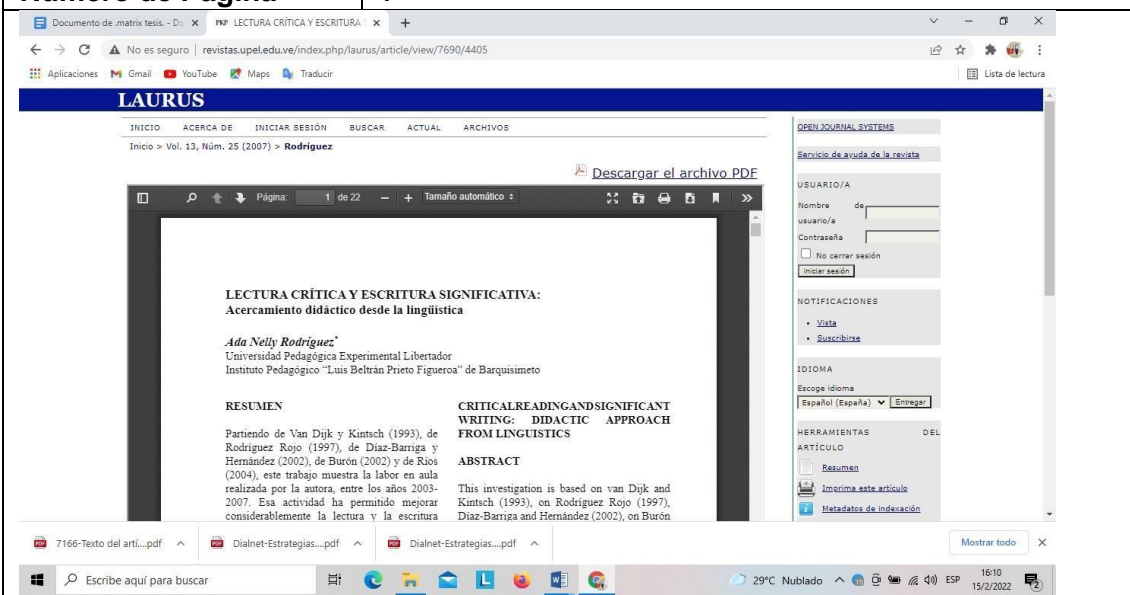 Número de Página
Documento de .matrix tesis. - Do
PKP LECTURA CRÍTICA Y ESCRITURA
No es seguro | revistas.upel.edu.ve/index.php/laurus/article/view/7690/4405
Aplicaciones Gmail YouTube Maps Traducir Lista de lectura
LAURUS
INICIO ACERCA DE INICIAR SESIÓN BUSCAR ACTUAL ARCHIVOS
Inicio > Vol. 13, Núm. 25 (2007) > Rodríguez
Descargar el archivo PDF
Página: 1 de 22 Tamaño automático
LECTURA CRÍTICA Y ESCRITURA SIGNIFICATIVA:
Acercamiento didáctico desde la lingüística
Ada Nelly Rodríguez*
Universidad Pedagógica Experimental Libertador
Instituto Pedagógico “Luis Beltrán Prieto Figueroa” de Barquisimeto
RESUMEN
Partiendo de Van Dijk y Kintsch (1993), de
Rodríguez Rojo (1997), de Díaz-Barriga y
Hernández (2002), de Burón (2002) y de Ríos
(2004), este trabajo muestra la labor en aula
realizada por la autora, entre los años 2003-
2007. Esa actividad ha permitido mejorar
considerablemente la lectura y la escritura
CRITICALREADINGANDSIGNIFICANT
WRITING: DIDACTIC APPROACH
FROM LINGUISTICS
ABSTRACT
This investigation is based on van Dijk and
Kintsch (1993), on Rodríguez Rojo (1997),
Díaz-Barriga and Hernández (2002), on Burón
OPEN JOURNAL SYSTEMS
Servicio de ayuda de la revista
USUARIO/A
Nombre de
usuario/a
Contraseña
No cerrar sesión
Iniciar sesión
NOTIFICACIONES
Vista
Suscribirse
IDIOMA
Escoge idioma
Español (España) Entregar
HERRAMIENTAS DEL
ARTÍCULO
Resumen
Imprima este artículo
Metadatos de indexación
7166-Texto del artí....pdf Dialnet-Estrategias....pdf Dialnet-Estrategias....pdf Mostrar todo
Escribe aquí para buscar
29°C Nublado ESP 16:10
15/2/2022